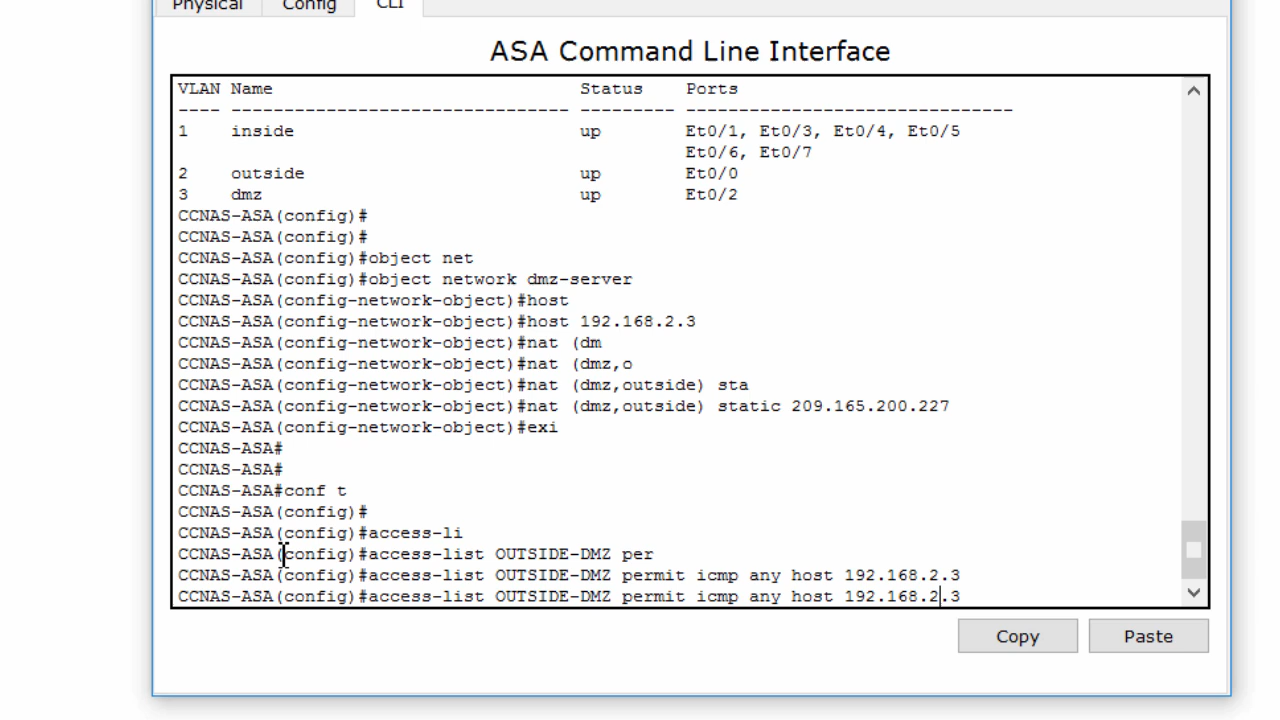 Physical Config CLI
ASA Command Line Interface
VLAN Name Status Ports
---- -------------------------------- --------- -------------------------------
1 inside up Et0/1, Et0/3, Et0/4, Et0/5
Et0/6, Et0/7
2 outside up Et0/0
3 dmz up Et0/2
CCNAS-ASA(config)#
CCNAS-ASA(config)#
CCNAS-ASA(config)#object net
CCNAS-ASA(config)#object network dmz-server
CCNAS-ASA(config-network-object)#host
CCNAS-ASA(config-network-object)#host 192.168.2.3
CCNAS-ASA(config-network-object)#nat (dm
CCNAS-ASA(config-network-object)#nat (dmz,o
CCNAS-ASA(config-network-object)#nat (dmz,outside) sta
CCNAS-ASA(config-network-object)#nat (dmz,outside) static 209.165.200.227
CCNAS-ASA(config-network-object)#exi
CCNAS-ASA#
CCNAS-ASA#
CCNAS-ASA#conf t
CCNAS-ASA(config)#
CCNAS-ASA(config)#access-li
CCNAS-ASA(config)#access-list OUTSIDE-DMZ per
CCNAS-ASA(config)#access-list OUTSIDE-DMZ permit icmp any host 192.168.2.3
CCNAS-ASA(config)#access-list OUTSIDE-DMZ permit icmp any host 192.168.2.3
Copy Paste